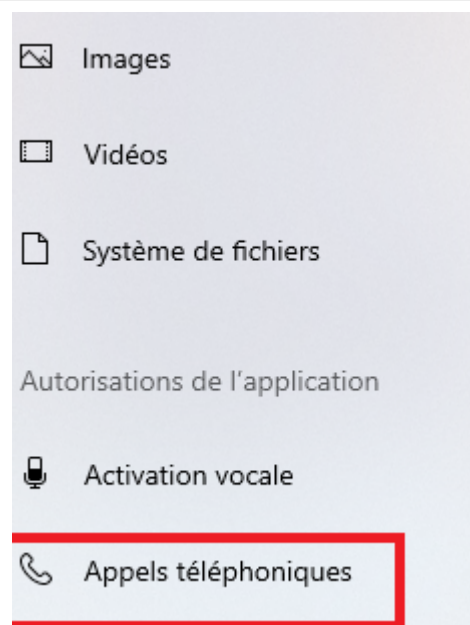 Images
Vidéos
Système de fichiers
Autorisations de l’application
Activation vocale
Appels téléphoniques